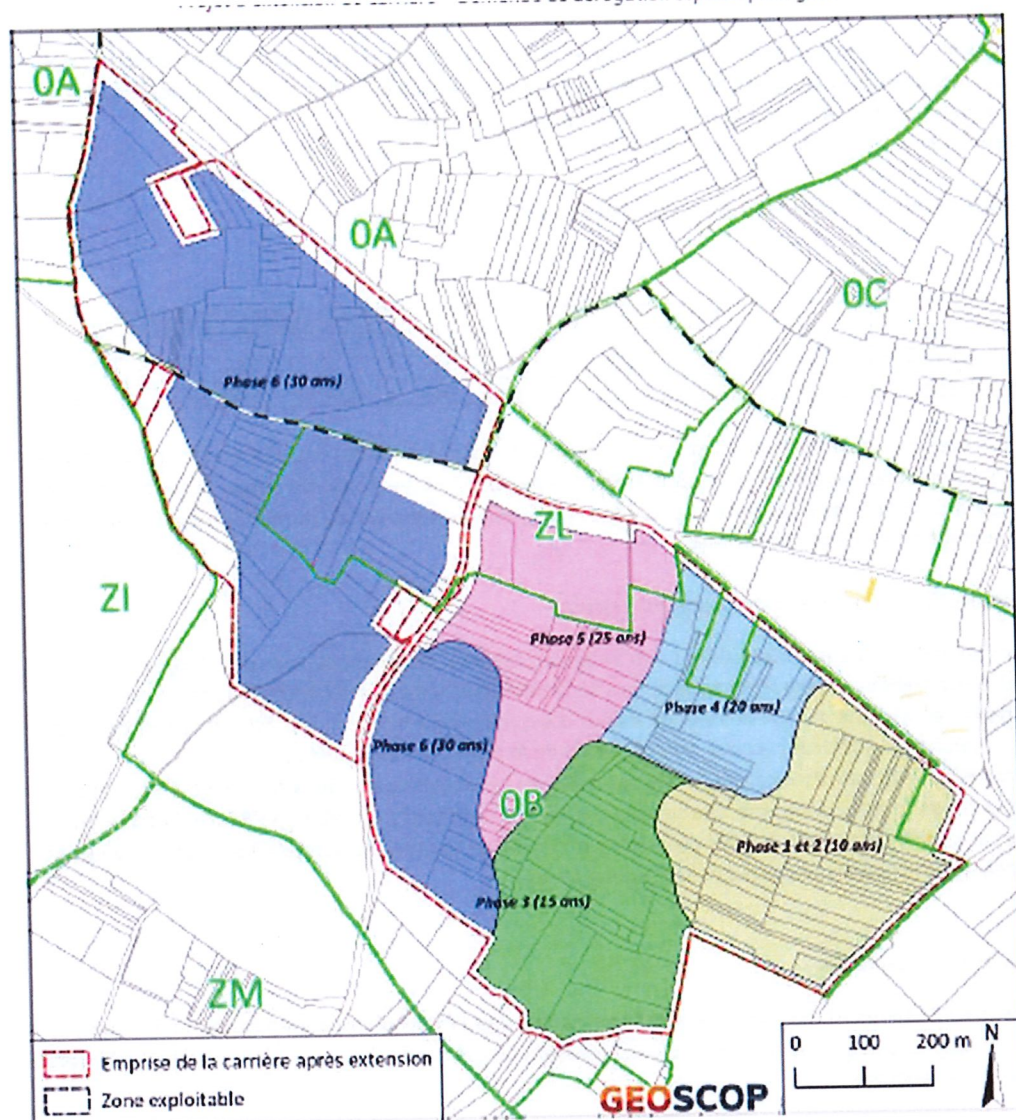 0A
0A
0C
Phase 6 (30 ans)
ZL
ZI
Phase 5 (25 ans)
Phase 4 (20 ans)
Phase 6 (30 ans)
0B
Phase 1 et 2 (10 ans)
Phase 3 (15 ans)
ZM
Emprise de la carrière après extension
Zone exploitable
GEOSCOP
0 100 200 m
N